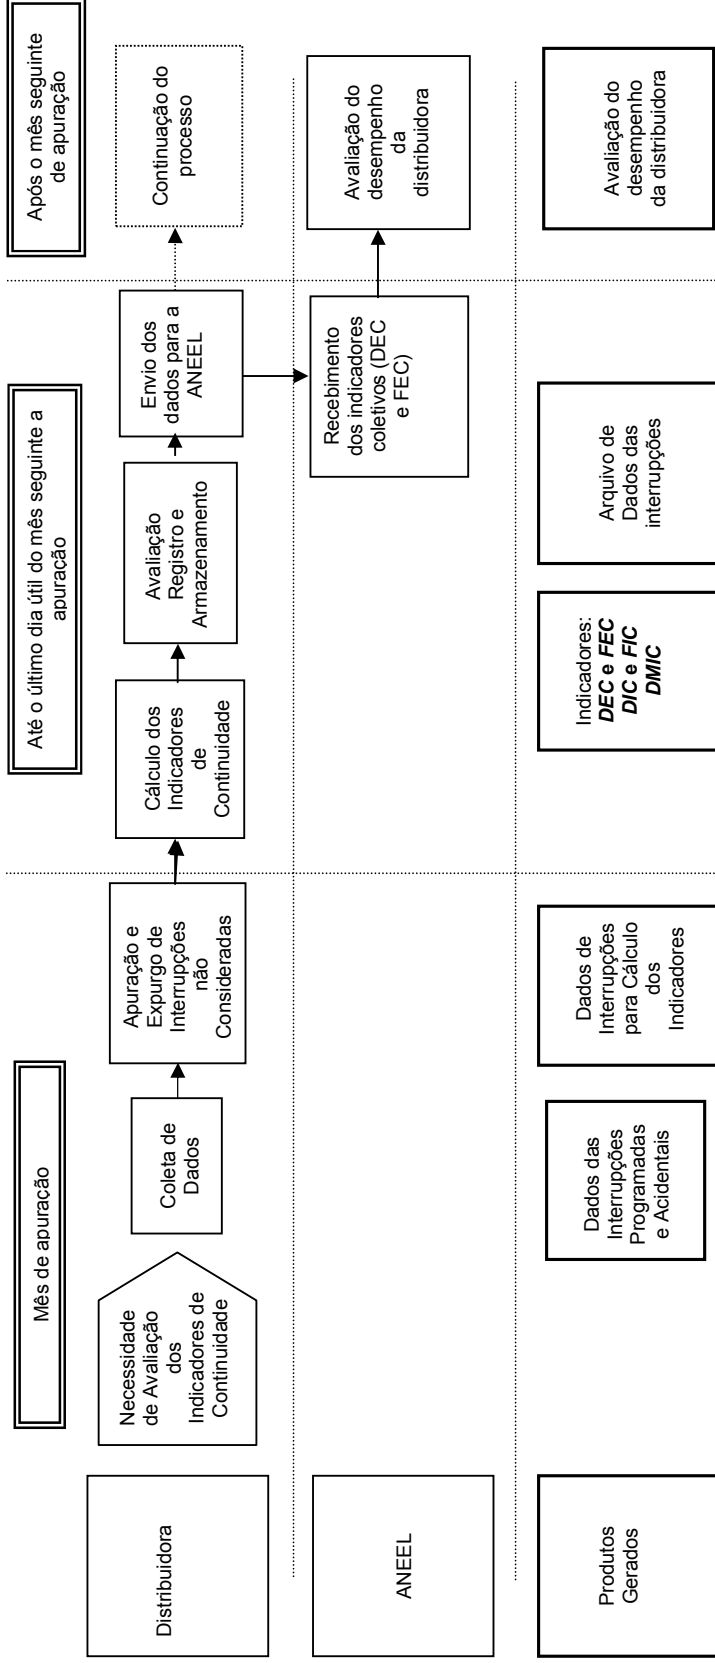 Mês de apuração
Até o último dia útil do mês seguinte a
apuração
Após o mês seguinte
de apuração
Distribuidora
Necessidade
de Avaliação
dos
Indicadores de
Continuidade
Coleta de
Dados
Apuração e
Expurgo de
Interrupções
não
Consideradas
Cálculo dos
Indicadores
de
Continuidade
Avaliação
Registro e
Armazenamento
Envio dos
dados para a
ANEEL
Continuação do
processo
ANEEL
Recebimento
dos indicadores
coletivos (DEC
e FEC)
Avaliação do
desempenho
da
distribuidora
Produtos
Gerados
Dados das
Interrupções
Programadas
e Acidentais
Dados de
Interrupções
para Cálculo
dos
Indicadores
Indicadores:
DEC e FEC
DIC e FIC
DMIC
Arquivo de
Dados das
interrupções
Avaliação do
desempenho
da distribuidora